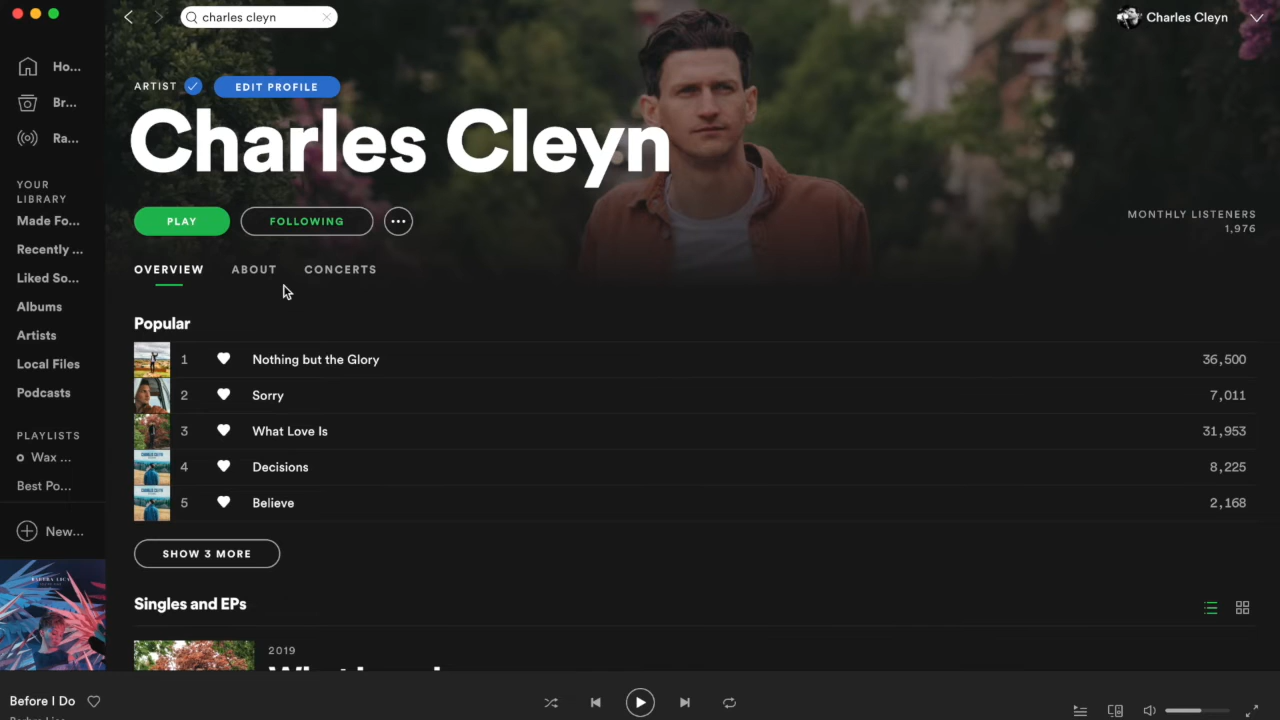 charles cleyn
Charles Cleyn
Ho...
Br...
Ra...
YOUR
LIBRARY
Made Fo...
Recently ...
Liked So...
Albums
Artists
Local Files
Podcasts
PLAYLISTS
Wax ...
Best Po...
New...
ARTIST
EDIT PROFILE
Charles Cleyn
PLAY
FOLLOWING
MONTHLY LISTENERS
1,976
OVERVIEW ABOUT CONCERTS
Popular
1 Nothing but the Glory 36,500
2 Sorry 7,011
3 What Love Is 31,953
4 Decisions 8,225
5 Believe 2,168
SHOW 3 MORE
Singles and EPs
2019
BARBRA LICA
Before I Do